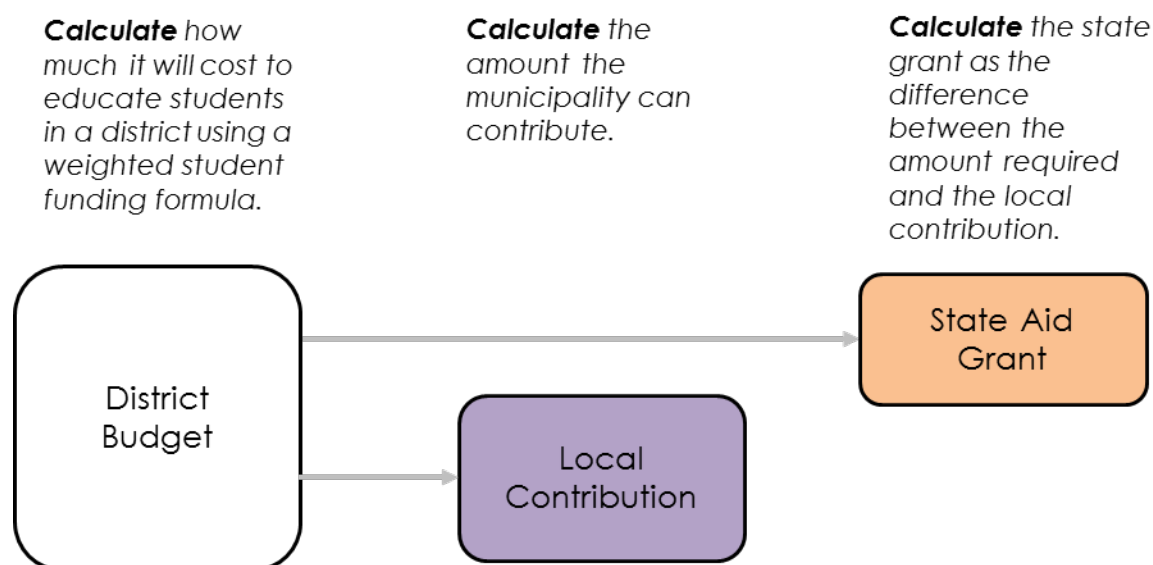 Calculate how
much it will cost to
educate students
in a district using a
weighted student
funding formula.
Calculate the
amount the
municipality can
contribute.
Calculate the state
grant as the
difference
between the
amount required
and the local
contribution.
District
Budget
Local
Contribution
State Aid
Grant